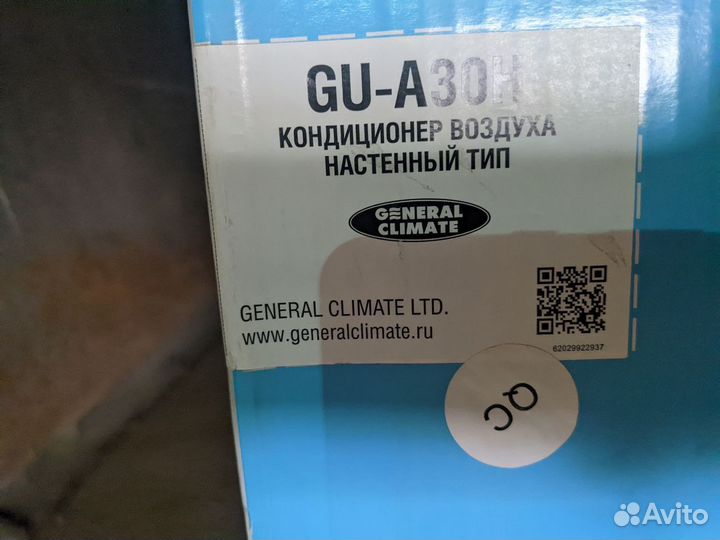 GU-A30H
КОНДИЦИОНЕР ВОЗДУХА
НАСТЕННЫЙ ТИП
GENERAL
CLIMATE
GENERAL CLIMATE LTD.
www.generalclimate.ru
62029922937
QC
Avito